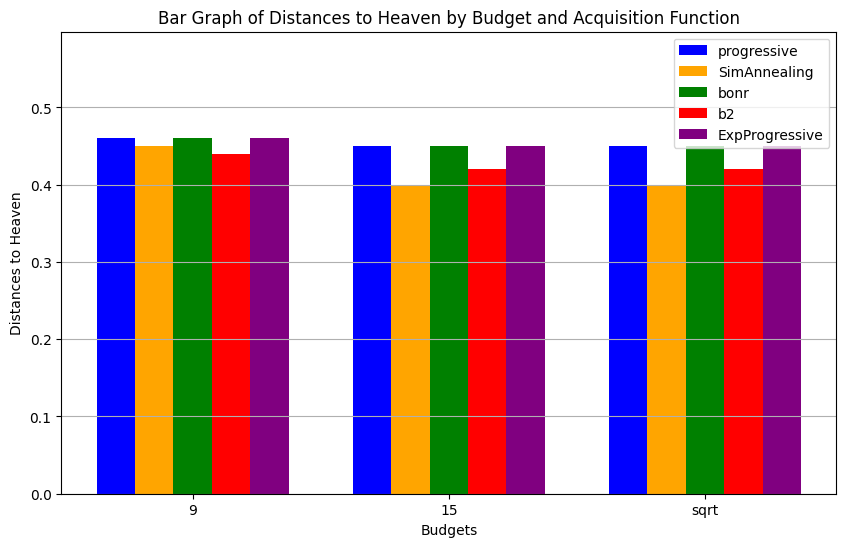 Bar Graph of Distances to Heaven by Budget and Acquisition Function
progressive
SimAnnealing
bonr
b2
ExpProgressive
0.5
0.4
0.3
0.2
0.1
0.0
Distances to Heaven
9 15 sqrt
Budgets